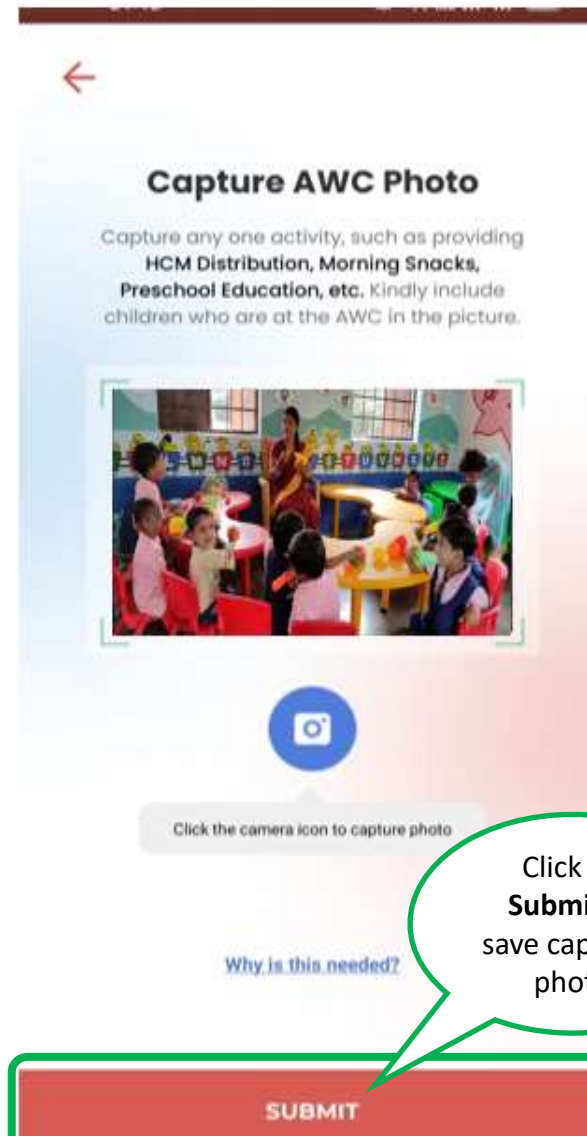 Capture AWC Photo
Capture any one activity, such as providing
HCM Distribution, Morning Snacks,
Preschool Education, etc. Kindly include
children who are at the AWC in the picture.
Click the camera icon to capture photo
Click
Submi
save cap
pho
Why is this needed?
SUBMIT